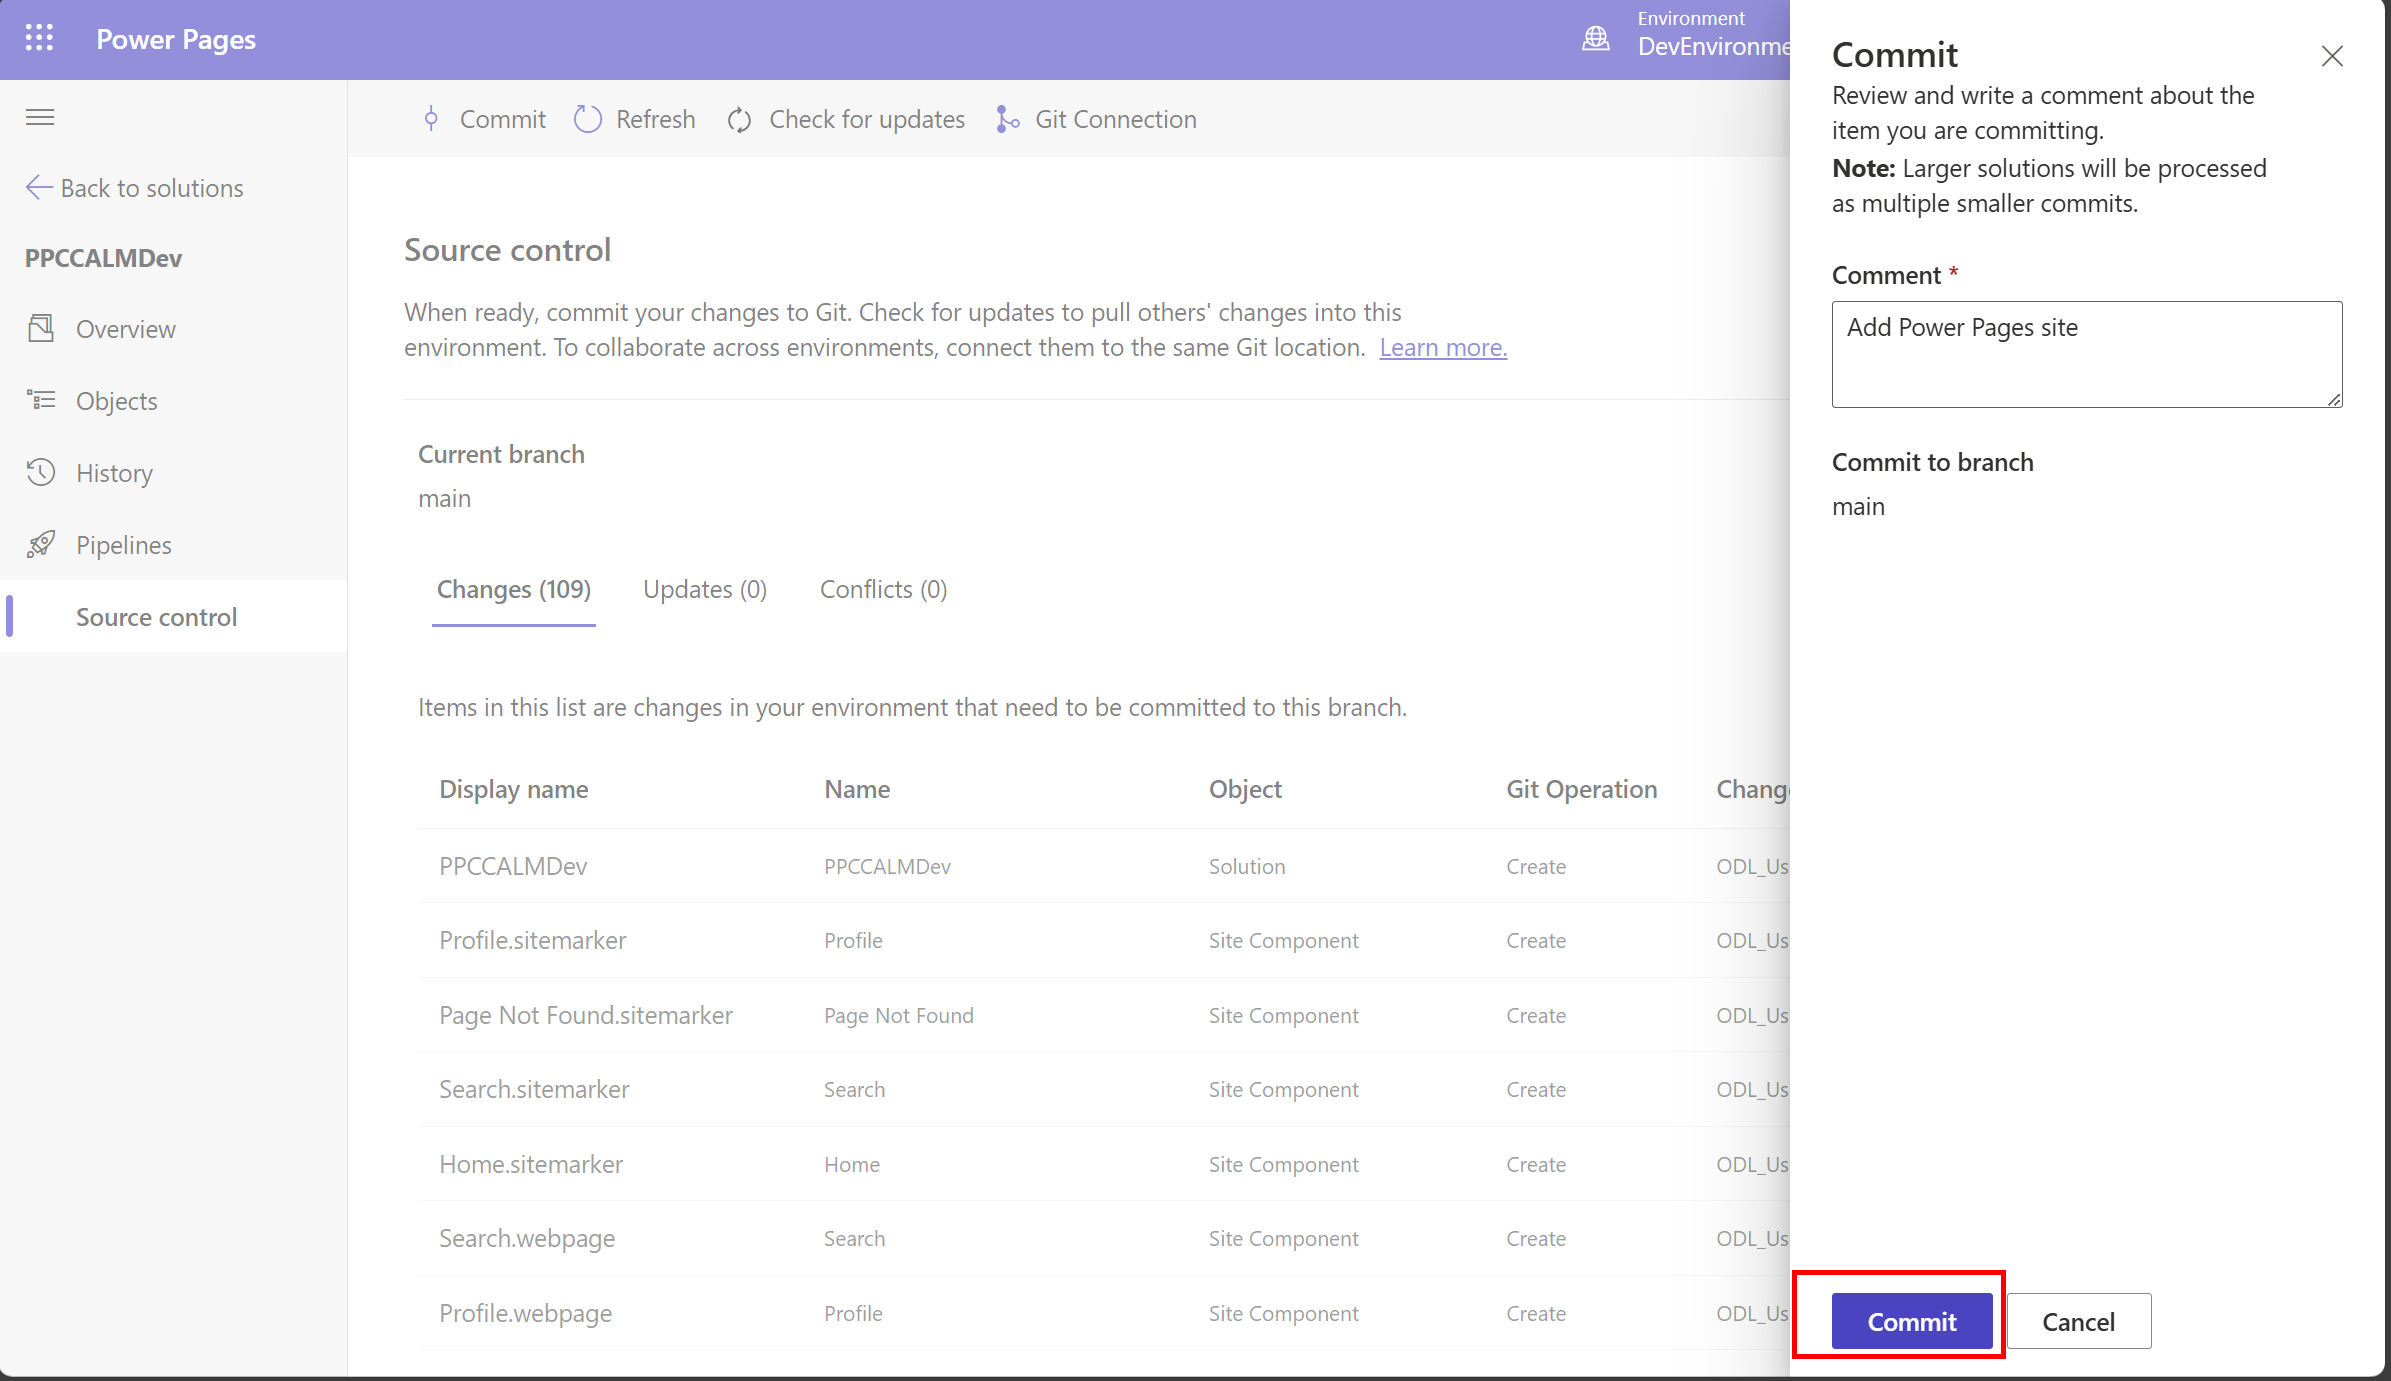 Power Pages
Environment
DevEnvironme
Commit
Refresh
Check for updates
Git Connection
Back to solutions
PPCCALMDev
Overview
Objects
History
Pipelines
Source control
Source control
When ready, commit your changes to Git. Check for updates to pull others' changes into this
environment. To collaborate across environments, connect them to the same Git location. Learn more.
Current branch
main
Changes (109)
Updates (0)
Conflicts (0)
Items in this list are changes in your environment that need to be committed to this branch.
Display name Name Object Git Operation Chang
PPCCALMDev PPCCALMDev Solution Create ODL_Us
Profile.sitemarker Profile Site Component Create ODL_Us
Page Not Found.sitemarker Page Not Found Site Component Create ODL_Us
Search.sitemarker Search Site Component Create ODL_Us
Home.sitemarker Home Site Component Create ODL_Us
Search.webpage Search Site Component Create ODL_Us
Profile.webpage Profile Site Component Create ODL_Us
Commit
Review and write a comment about the
item you are committing.
Note: Larger solutions will be processed
as multiple smaller commits.
Comment *
Add Power Pages site
Commit to branch
main
Commit
Cancel